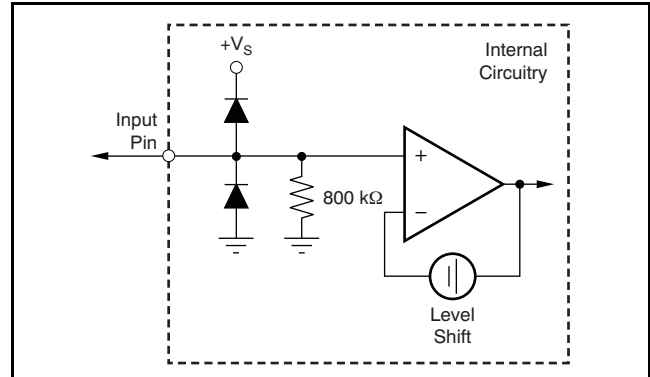 +VS
Internal
Circuitry
Input
Pin
+
800 kΩ
−
Level
Shift